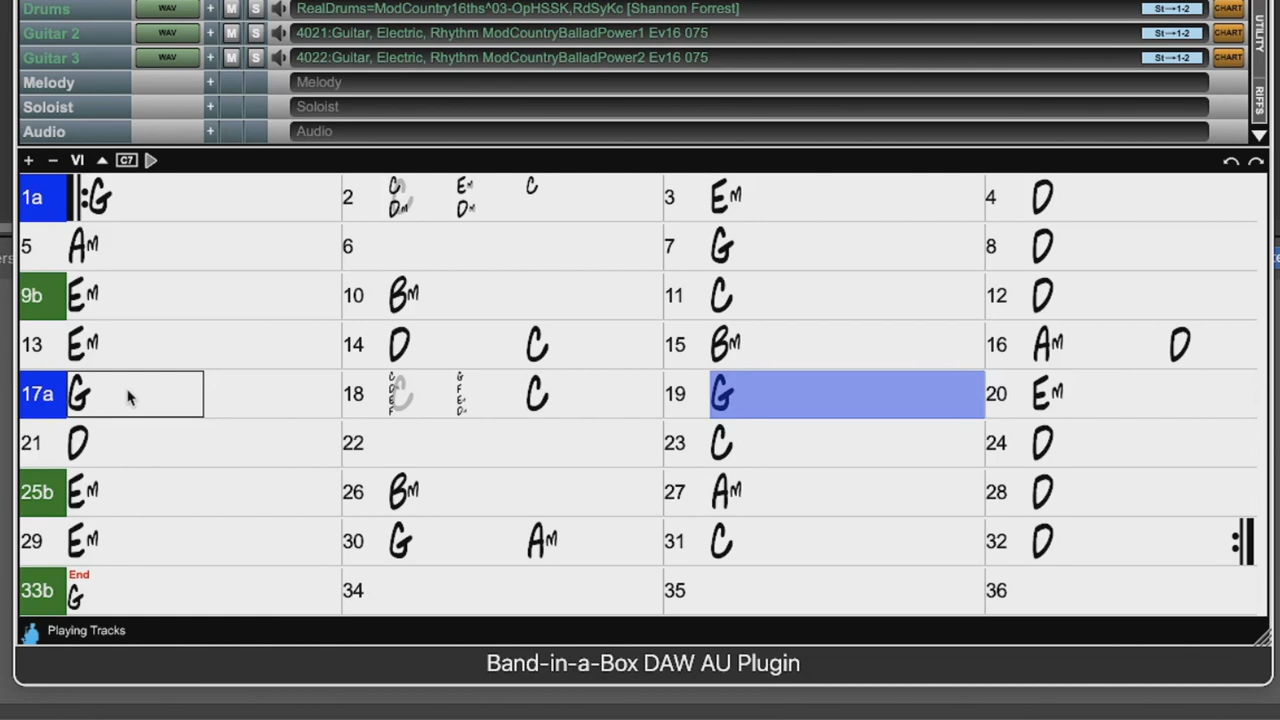 Drums WAV + M S RealDrums=ModCountry16ths^03-OpHSSK,RdSyKc [Shannon Forrest] St→1-2 CHART
Guitar 2 WAV + M S 4021:Guitar, Electric, Rhythm ModCountryBalladPower1 Ev16 075 St→1-2 CHART
Guitar 3 WAV + M S 4022:Guitar, Electric, Rhythm ModCountryBalladPower2 Ev16 075 St→1-2 CHART
Melody + Melody
Soloist + Soloist
Audio + Audio
UTILITY
RIFFS
+ − VI C7
1a G 2 C Em C 3 Em 4 D
Dm
5 Am 6 7 G 8 D
9b Em 10 Bm 11 C 12 D
13 Em 14 D C 15 Bm 16 Am D
17a G 18 C C 19 G 20 Em
21 D 22 23 C 24 D
25b Em 26 Bm 27 Am 28 D
29 Em 30 G Am 31 C 32 D
End
33b G 34 35 36
Playing Tracks
Band-in-a-Box DAW AU Plugin